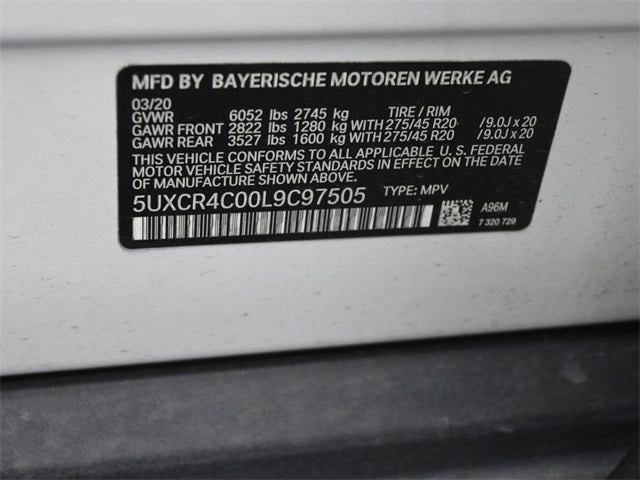 MFD BY BAYERISCHE MOTOREN WERKE AG
03/20
GVWR 6052 lbs 2745 kg TIRE / RIM
GAWR FRONT 2822 lbs 1280 kg WITH 275/45 R20 / 9.0J x 20
GAWR REAR 3527 lbs 1600 kg WITH 275/45 R20 / 9.0J x 20
THIS VEHICLE CONFORMS TO ALL APPLICABLE U.S. FEDERAL
MOTOR VEHICLE SAFETY STANDARDS IN EFFECT ON THE DATE
OF MANUFACTURE SHOWN ABOVE.
5UXCR4C00L9C97505 TYPE: MPV
A96M
7 320 729